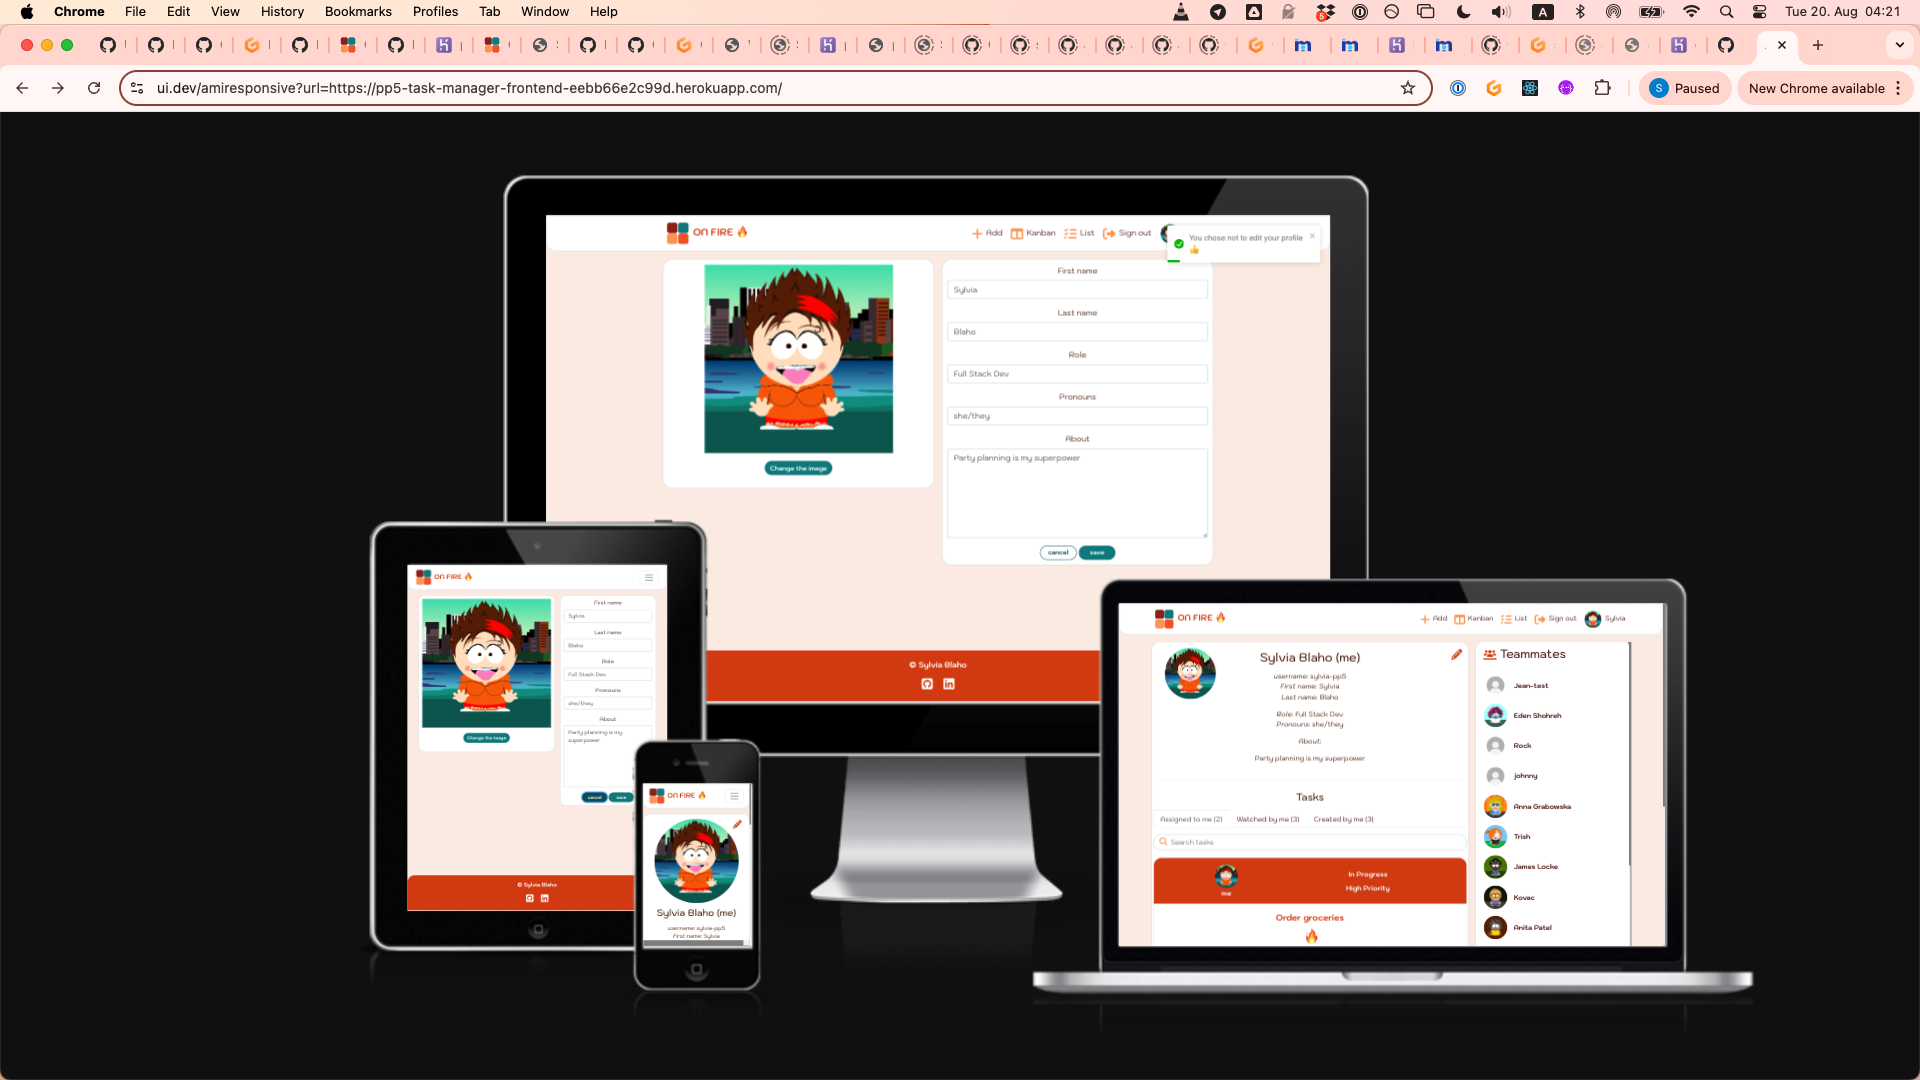 Chrome File Edit View History Bookmarks Profiles Tab Window Help
5
A
Tue 20. Aug 04:21
ui.dev/amiresponsive?url=https://pp5-task-manager-frontend-eebb66e2c99d.herokuapp.com/
S Paused
New Chrome available
ON FIRE
Add Kanban List Sign out
You chose not to edit your profile
First name
Sylvia
Last name
Blaho
Role
Full Stack Dev
Pronouns
she/they
About
Party planning is my superpower
Change the image
cancel save
© Sylvia Blaho
ON FIRE
First name
Sylvia
Last name
Blaho
Role
Full Stack Dev
Pronouns
she/they
About
Party planning is my
superpower
Change the image
cancel save
© Sylvia Blaho
ON FIRE
Sylvia Blaho (me)
username: sylvia-pp5
First name: Sylvia
ON FIRE
Add Kanban List Sign out Sylvia
Sylvia Blaho (me)
username: sylvia-pp5
First name: Sylvia
Last name: Blaho
Role: Full Stack Dev
Pronouns: she/they
About:
Party planning is my superpower
Tasks
Assigned to me (2) Watched by me (3) Created by me (3)
Search tasks
me
In Progress
High Priority
Order groceries
Teammates
Jean-test
Eden Shohreh
Rock
johnny
Anna Grabowska
Trish
James Locke
Kovac
Anita Patel